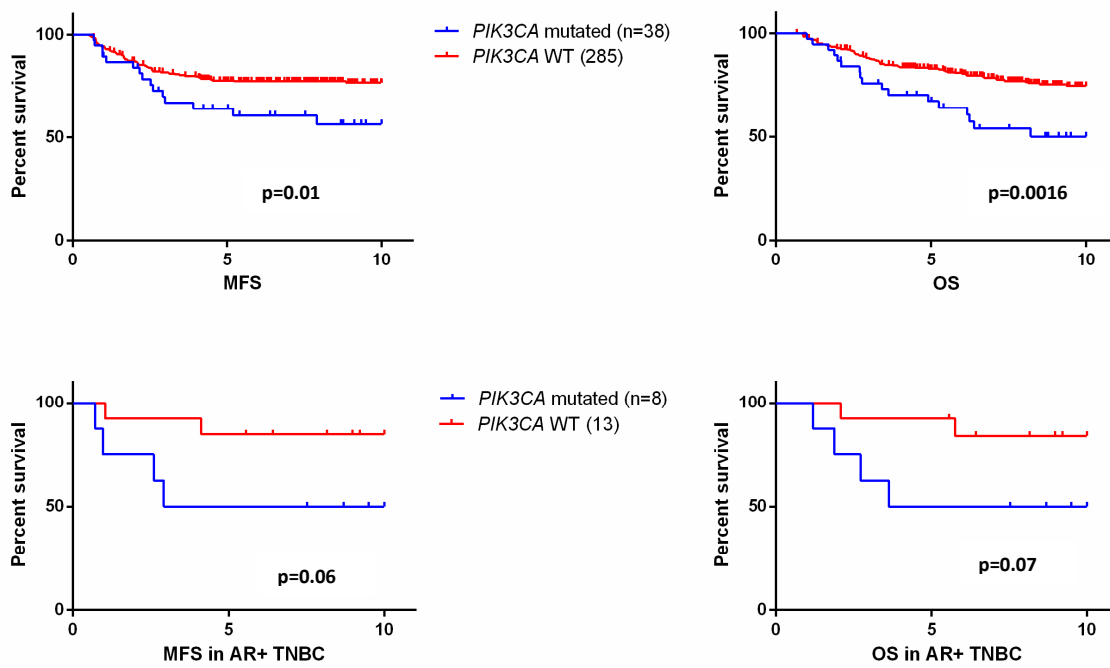 Percent survival
100
50
0
0 5 10
MFS
p=0.01
PIK3CA mutated (n=38)
PIK3CA WT (285)
Percent survival
100
50
0
0 5 10
OS
p=0.0016
Percent survival
100
50
0
0 5 10
MFS in AR+ TNBC
p=0.06
PIK3CA mutated (n=8)
PIK3CA WT (13)
Percent survival
100
50
0
0 5 10
OS in AR+ TNBC
p=0.07